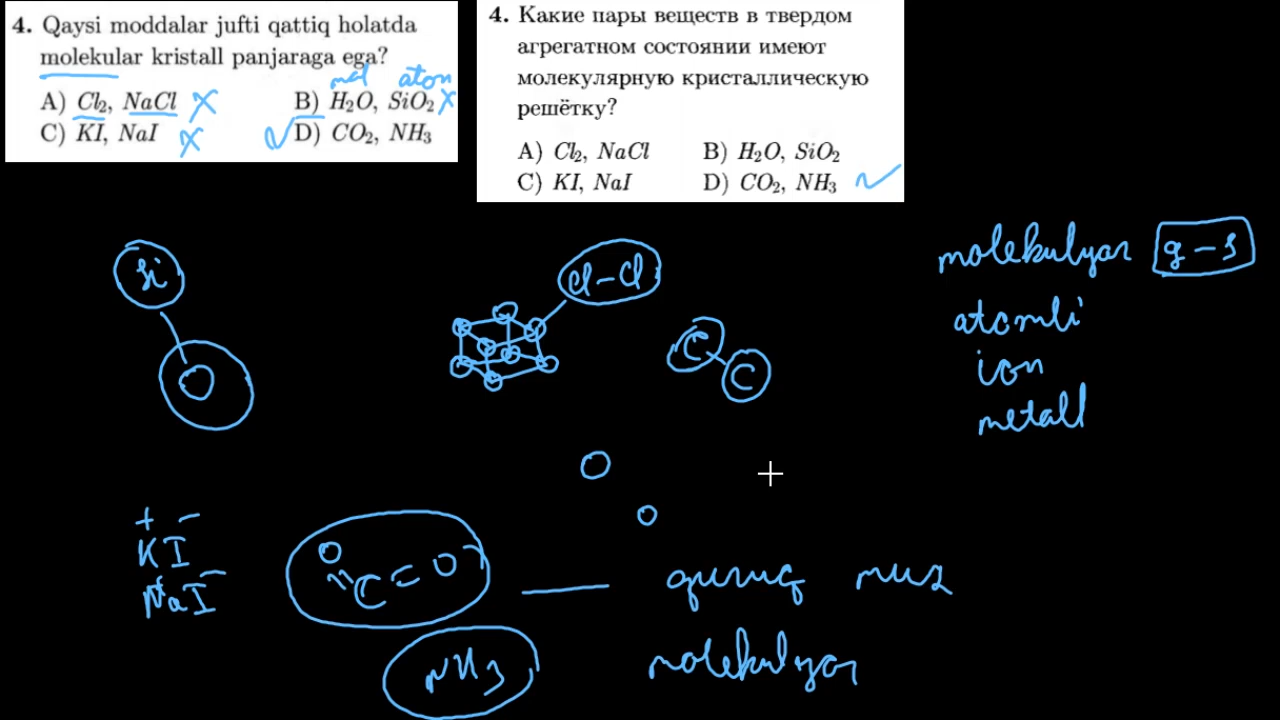 4. Qaysi moddalar jufti qattiq holatda
molekular kristall panjaraga ega?
mol atom
A) Cl₂, NaCl X B) H₂O, SiO₂ X
C) KI, NaI X ✓ D) CO₂, NH₃
4. Какие пары веществ в твердом
агрегатном состоянии имеют
молекулярную кристаллическую
решётку?
A) Cl₂, NaCl B) H₂O, SiO₂
C) KI, NaI D) CO₂, NH₃ ✓
molekulyar g – s
atomli
ion
metall
Si
O
Cl–Cl
C
C
+ −
KI
+ −
NaI
O
C = O
quruq muz
NH3
molekulyar